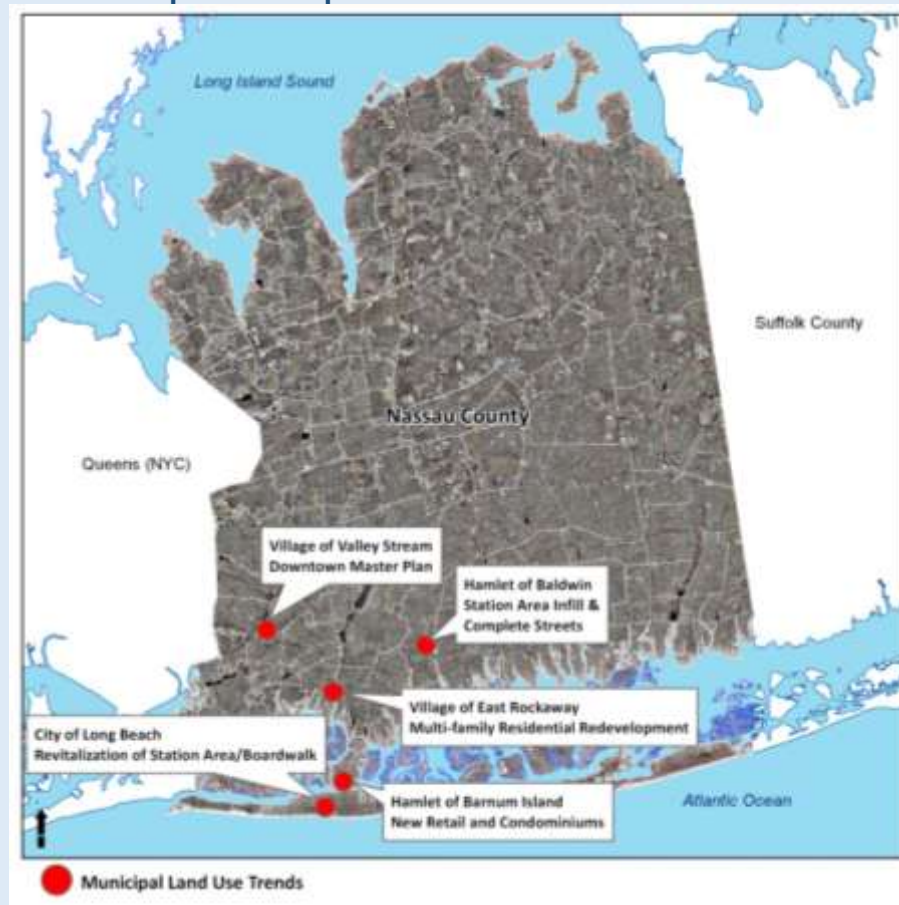 Long Island Sound
Suffolk County
Nassau County
Queens (NYC)
Village of Valley Stream
Downtown Master Plan
Hamlet of Baldwin
Station Area Infill &
Complete Streets
Village of East Rockaway
Multi-family Residential Redevelopment
City of Long Beach
Revitalization of Station Area/Boardwalk
Hamlet of Barnum Island
New Retail and Condominiums
Atlantic Ocean
Municipal Land Use Trends